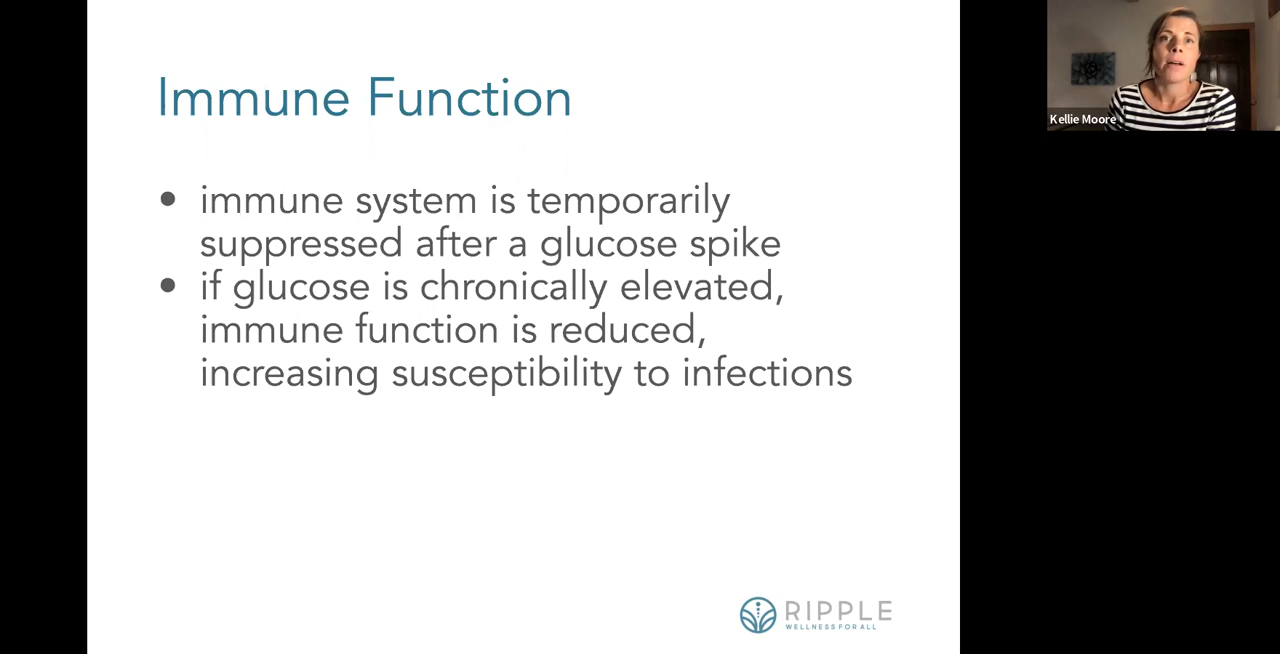 Immune Function
• immune system is temporarily
suppressed after a glucose spike
• if glucose is chronically elevated,
immune function is reduced,
increasing susceptibility to infections
RIPPLE
WELLNESS FOR ALL
Kellie Moore